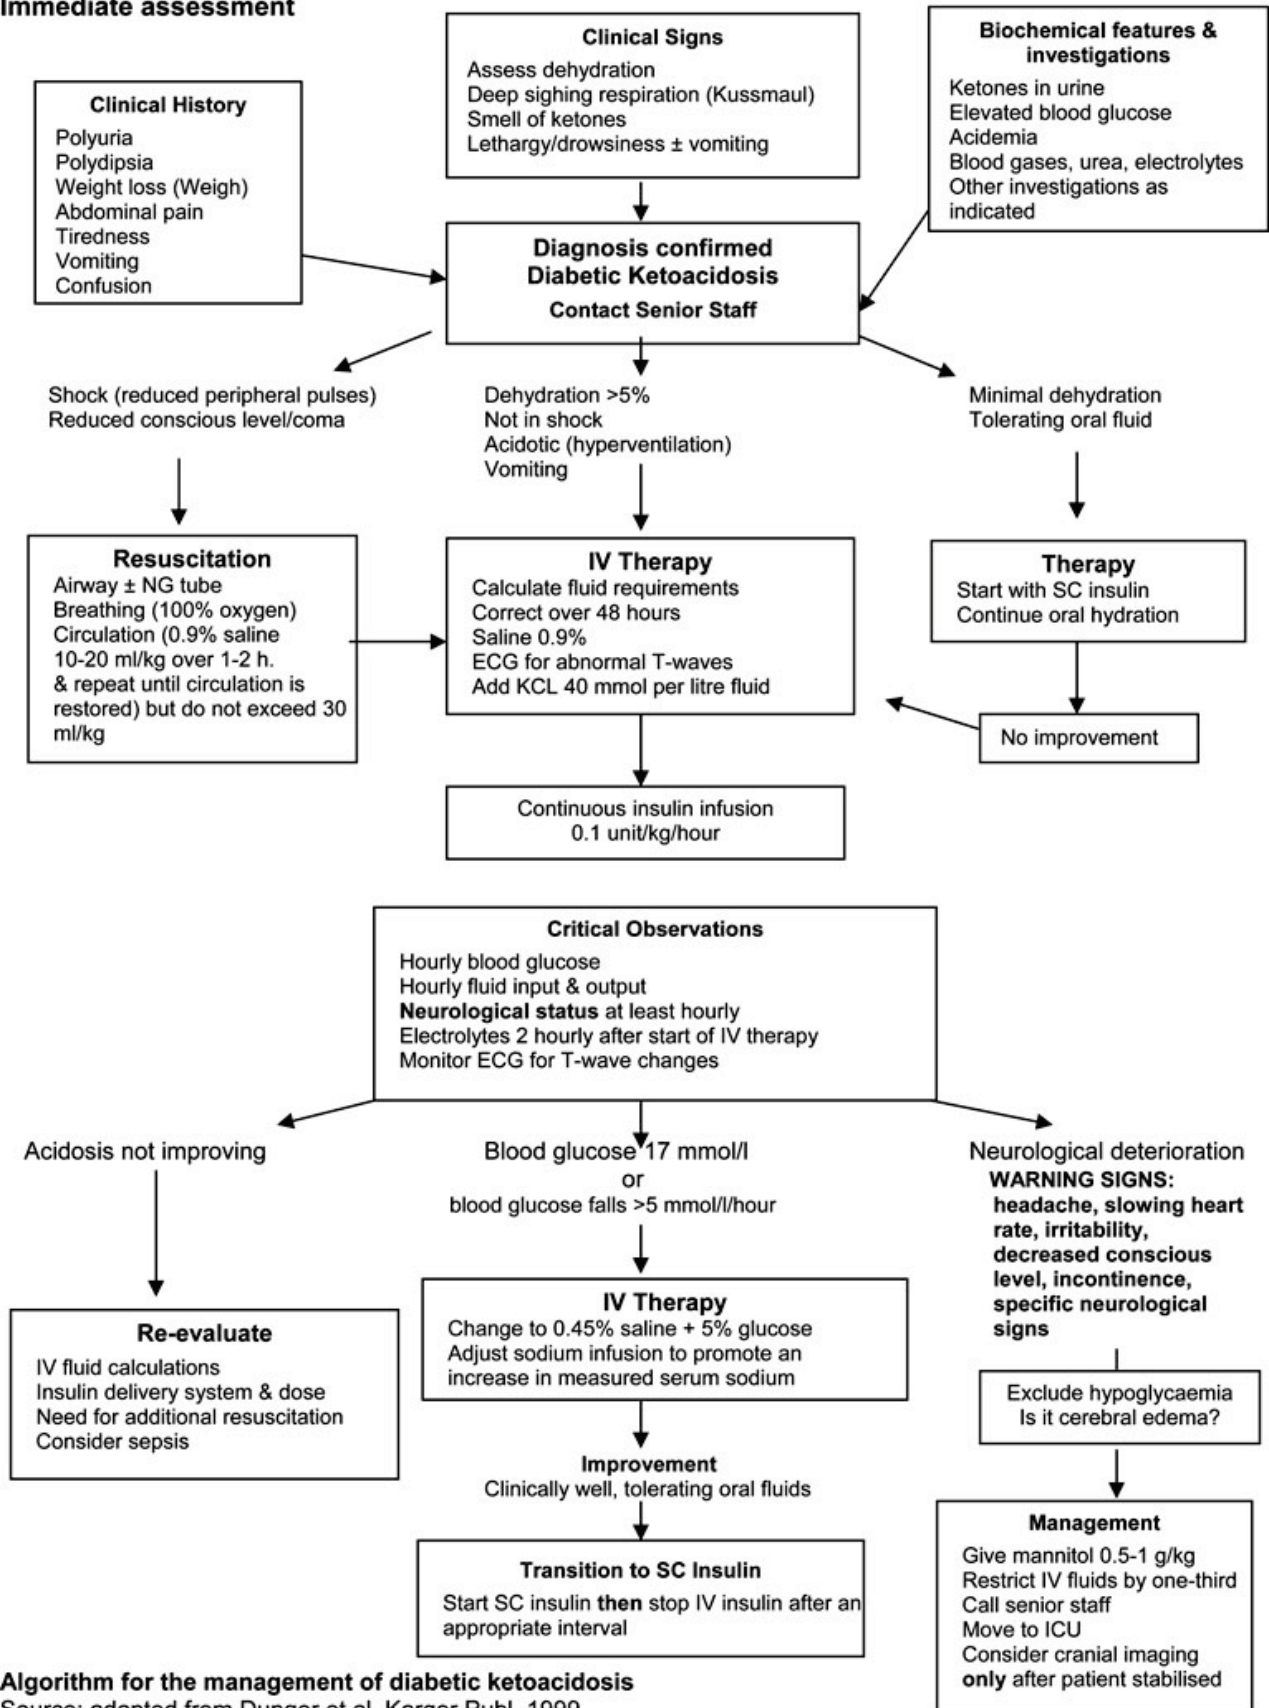 Immediate assessment
Clinical History
Polyuria
Polydipsia
Weight loss (Weigh)
Abdominal pain
Tiredness
Vomiting
Confusion
Clinical Signs
Assess dehydration
Deep sighing respiration (Kussmaul)
Smell of ketones
Lethargy/drowsiness ± vomiting
Biochemical features &
investigations
Ketones in urine
Elevated blood glucose
Acidemia
Blood gases, urea, electrolytes
Other investigations as
indicated
Diagnosis confirmed
Diabetic Ketoacidosis
Contact Senior Staff
Shock (reduced peripheral pulses)
Reduced conscious level/coma
Dehydration >5%
Not in shock
Acidotic (hyperventilation)
Vomiting
Minimal dehydration
Tolerating oral fluid
Resuscitation
Airway ± NG tube
Breathing (100% oxygen)
Circulation (0.9% saline
10-20 ml/kg over 1-2 h.
& repeat until circulation is
restored) but do not exceed 30
ml/kg
IV Therapy
Calculate fluid requirements
Correct over 48 hours
Saline 0.9%
ECG for abnormal T-waves
Add KCL 40 mmol per litre fluid
Therapy
Start with SC insulin
Continue oral hydration
No improvement
Continuous insulin infusion
0.1 unit/kg/hour
Critical Observations
Hourly blood glucose
Hourly fluid input & output
Neurological status at least hourly
Electrolytes 2 hourly after start of IV therapy
Monitor ECG for T-wave changes
Acidosis not improving
Blood glucose 17 mmol/l
or
blood glucose falls >5 mmol/l/hour
Neurological deterioration
WARNING SIGNS:
headache, slowing heart
rate, irritability,
decreased conscious
level, incontinence,
specific neurological
signs
Re-evaluate
IV fluid calculations
Insulin delivery system & dose
Need for additional resuscitation
Consider sepsis
IV Therapy
Change to 0.45% saline + 5% glucose
Adjust sodium infusion to promote an
increase in measured serum sodium
Exclude hypoglycaemia
Is it cerebral edema?
Improvement
Clinically well, tolerating oral fluids
Transition to SC Insulin
Start SC insulin then stop IV insulin after an
appropriate interval
Management
Give mannitol 0.5-1 g/kg
Restrict IV fluids by one-third
Call senior staff
Move to ICU
Consider cranial imaging
only after patient stabilised
Algorithm for the management of diabetic ketoacidosis
Source: adapted from Dunger et al. Karger Publ. 1999